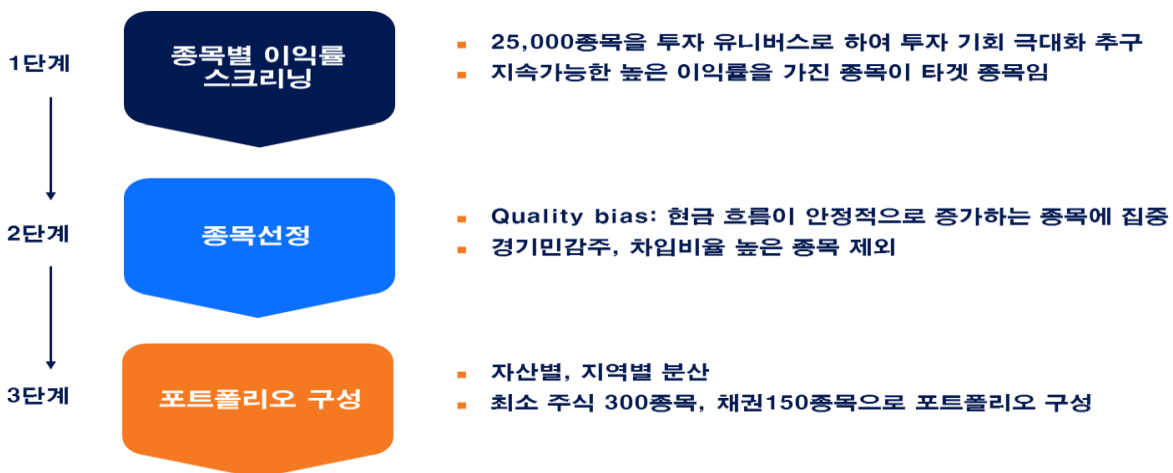 1단계
종목별 이익률
스크리닝
▪ 25,000종목을 투자 유니버스로 하여 투자 기회 극대화 추구
▪ 지속가능한 높은 이익률을 가진 종목이 타겟 종목임
2단계
종목선정
▪ Quality bias: 현금 흐름이 안정적으로 증가하는 종목에 집중
▪ 경기민감주, 차입비율 높은 종목 제외
3단계
포트폴리오 구성
▪ 자산별, 지역별 분산
▪ 최소 주식 300종목, 채권150종목으로 포트폴리오 구성